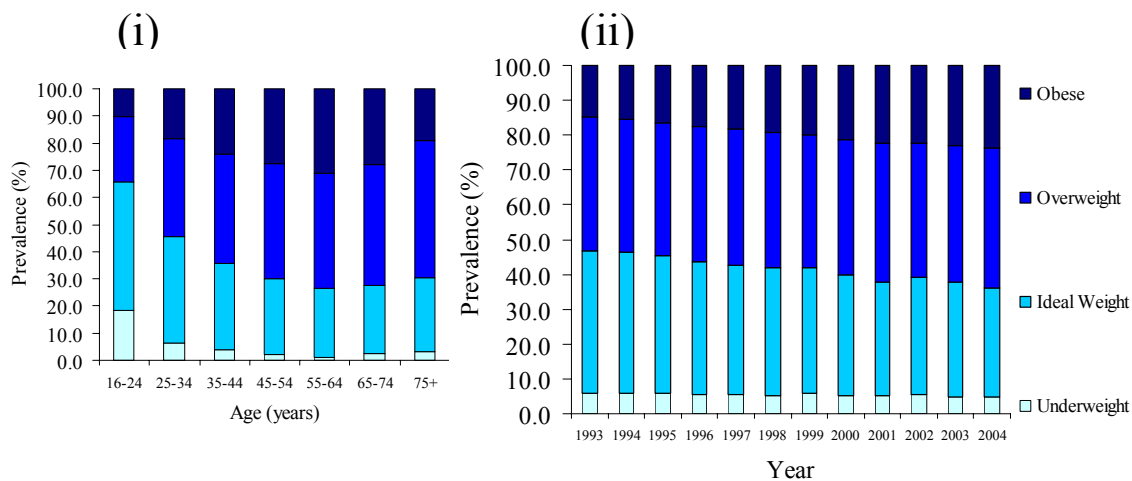 (i)
Prevalence (%)
100.0
90.0
80.0
70.0
60.0
50.0
40.0
30.0
20.0
10.0
0.0
16-24 25-34 35-44 45-54 55-64 65-74 75+
Age (years)
(ii)
Prevalence (%)
100.0
90.0
80.0
70.0
60.0
50.0
40.0
30.0
20.0
10.0
0.0
1993 1994 1995 1996 1997 1998 1999 2000 2001 2002 2003 2004
Year
Obese
Overweight
Ideal Weight
Underweight